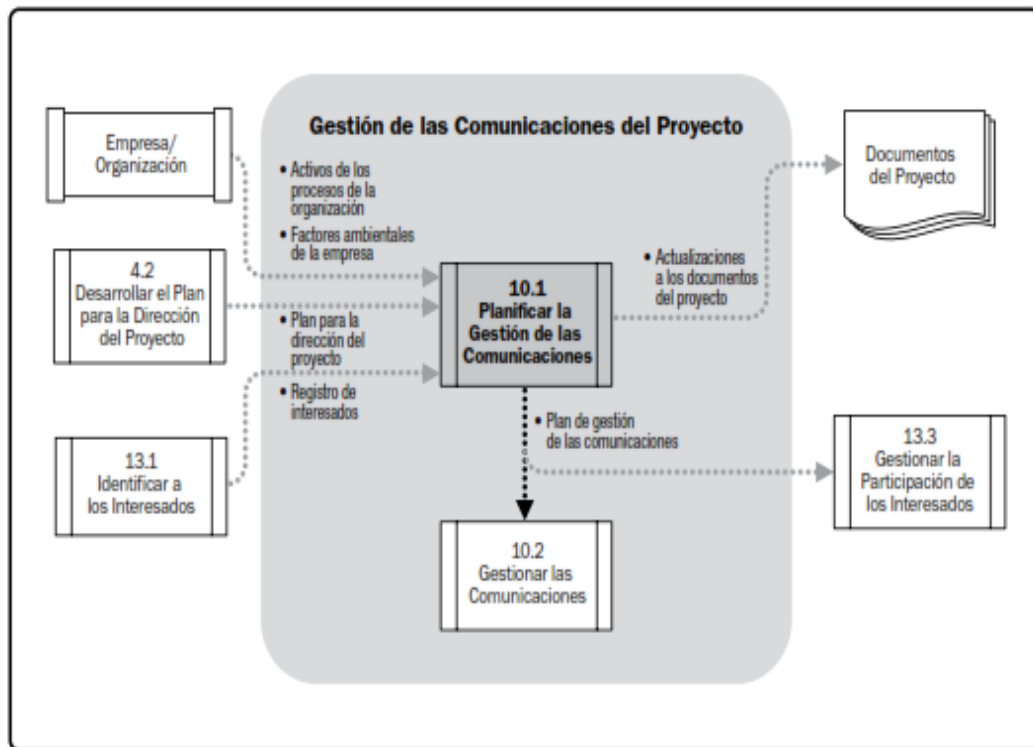 Gestión de las Comunicaciones del Proyecto
Empresa/
Organización
• Activos de los
procesos de la
organización
• Factores ambientales
de la empresa
Documentos
del Proyecto
• Actualizaciones
a los documentos
del proyecto
4.2
Desarrollar el Plan
para la Dirección
del Proyecto
10.1
Planificar la
Gestión de las
Comunicaciones
• Plan para la
dirección del
proyecto
• Registro de
interesados
13.1
Identificar a
los Interesados
• Plan de gestión
de las comunicaciones
13.3
Gestionar la
Participación de
los Interesados
10.2
Gestionar las
Comunicaciones